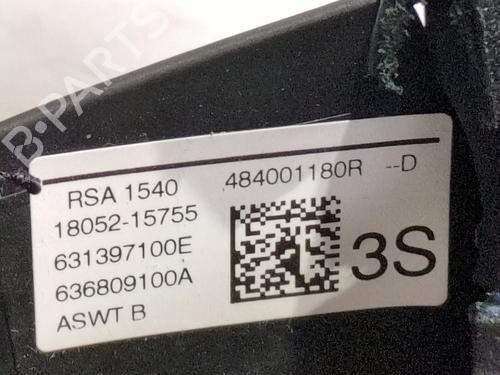 B-PARTS
RSA 1540
18052-15755
631397100E
636809100A
ASWT B
484001180R --D
3S